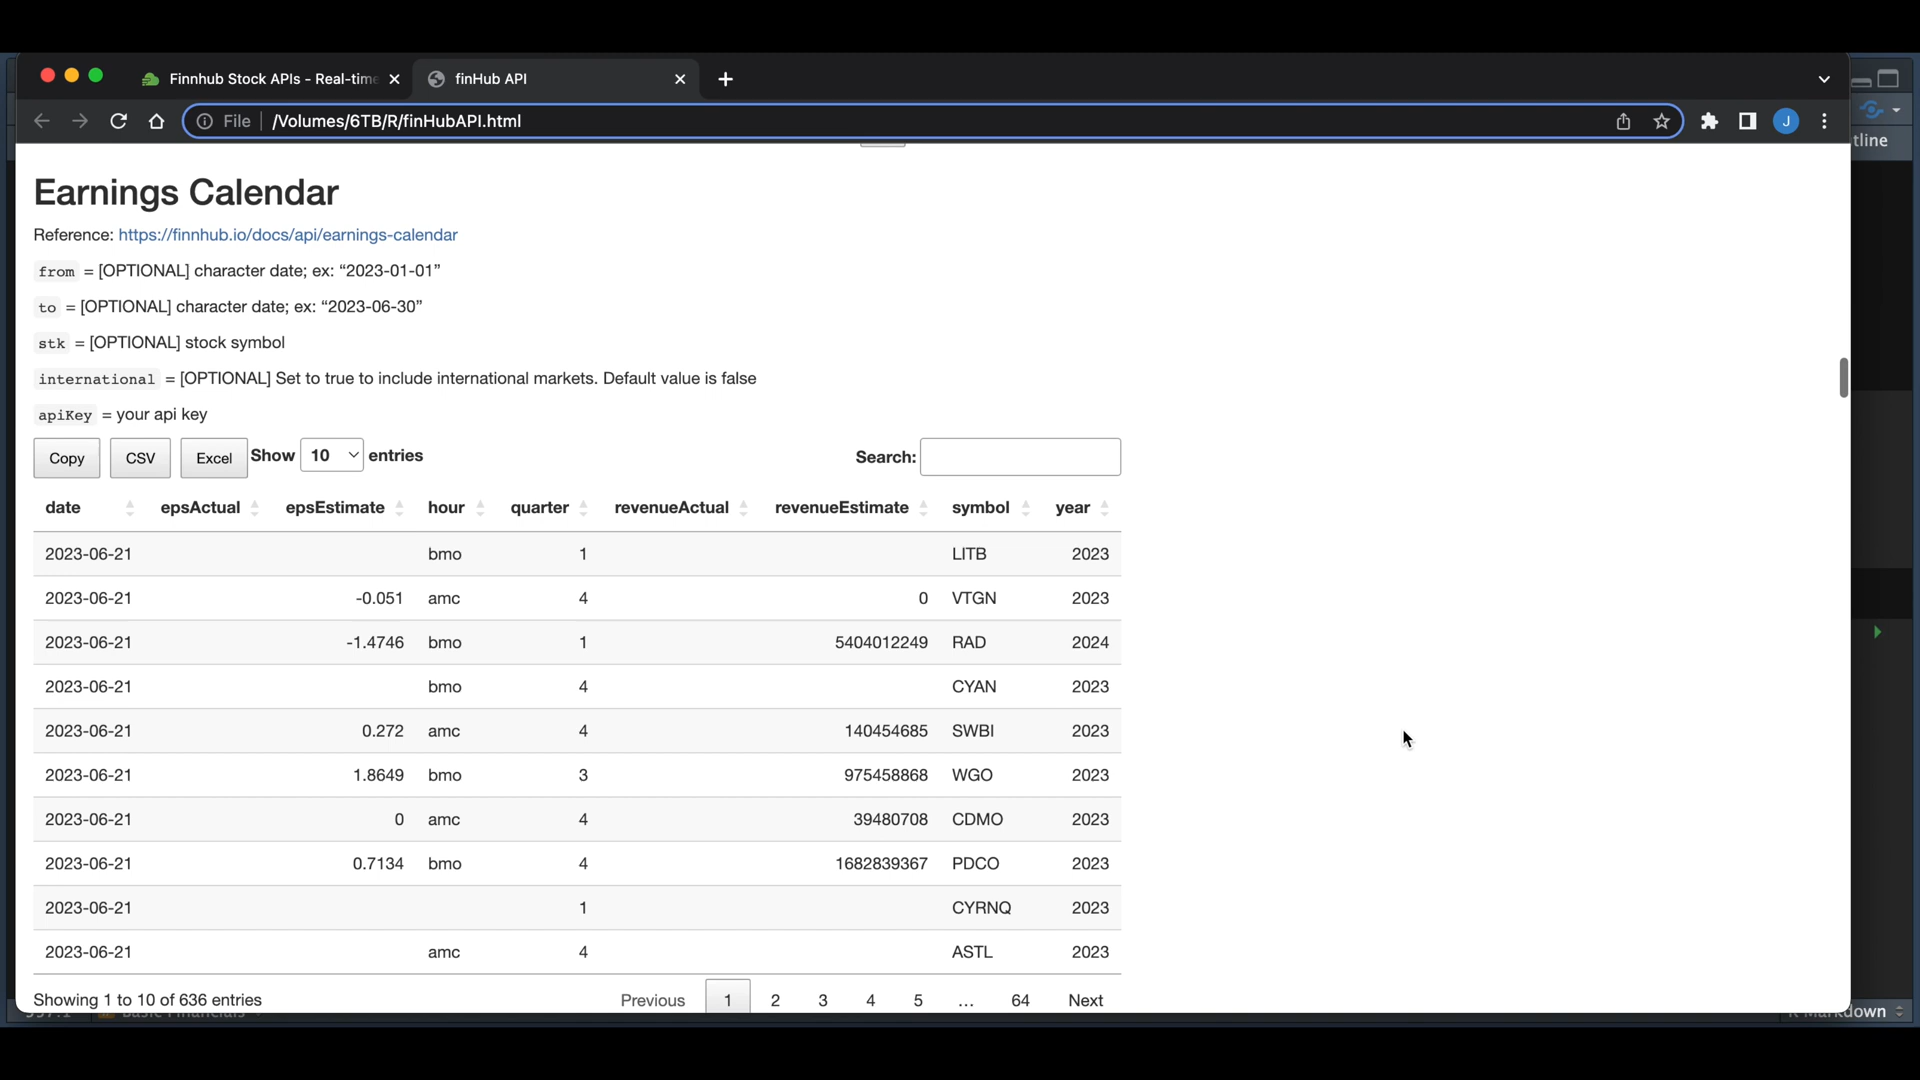 Finnhub Stock APIs - Real-time
finHub API
File /Volumes/6TB/R/finHubAPI.html
J
tline
Earnings Calendar
Reference: https://finnhub.io/docs/api/earnings-calendar
from = [OPTIONAL] character date; ex: “2023-01-01”
to = [OPTIONAL] character date; ex: “2023-06-30”
stk = [OPTIONAL] stock symbol
international = [OPTIONAL] Set to true to include international markets. Default value is false
apiKey = your api key
Copy CSV Excel Show 10 entries Search:
date epsActual epsEstimate hour quarter revenueActual revenueEstimate symbol year
2023-06-21 bmo 1 LITB 2023
2023-06-21 -0.051 amc 4 0 VTGN 2023
2023-06-21 -1.4746 bmo 1 5404012249 RAD 2024
2023-06-21 bmo 4 CYAN 2023
2023-06-21 0.272 amc 4 140454685 SWBI 2023
2023-06-21 1.8649 bmo 3 975458868 WGO 2023
2023-06-21 0 amc 4 39480708 CDMO 2023
2023-06-21 0.7134 bmo 4 1682839367 PDCO 2023
2023-06-21 1 CYRNQ 2023
2023-06-21 amc 4 ASTL 2023
Showing 1 to 10 of 636 entries Previous 1 2 3 4 5 … 64 Next